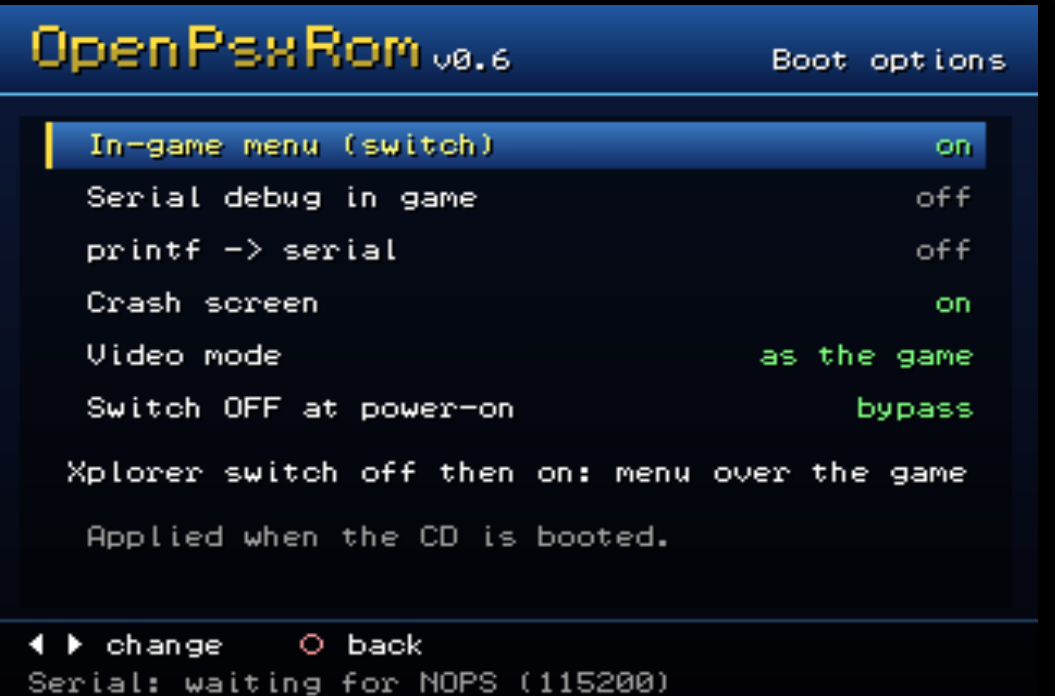 OpenPsxRom v0.6 Boot options
In-game menu (switch) on
Serial debug in game off
printf -> serial off
Crash screen on
Video mode as the game
Switch OFF at power-on bypass
Xplorer switch off then on: menu over the game
Applied when the CD is booted.
◀ ▶ change ○ back
Serial: waiting for NOPS (115200)